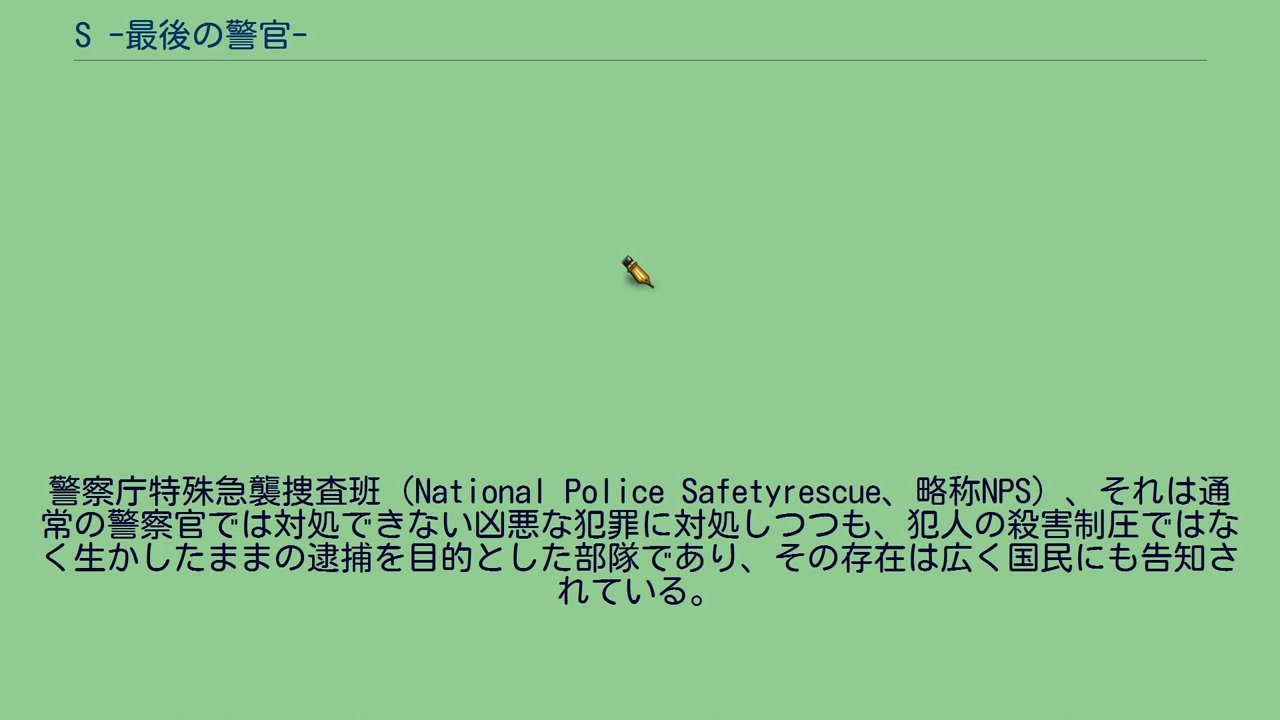 S -最後の警官-
警察庁特殊急襲捜査班（National Police Safetyrescue、略称NPS）、それは通
常の警察官では対処できない凶悪な犯罪に対処しつつも、犯人の殺害制圧ではな
く生かしたままの逮捕を目的とした部隊であり、その存在は広く国民にも告知さ
れている。